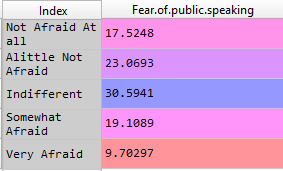 Index Fear.of.public.speaking
Not Afraid At
all 17.5248
Alittle Not
Afraid 23.0693
Indifferent 30.5941
Somewhat
Afraid 19.1089
Very Afraid 9.70297